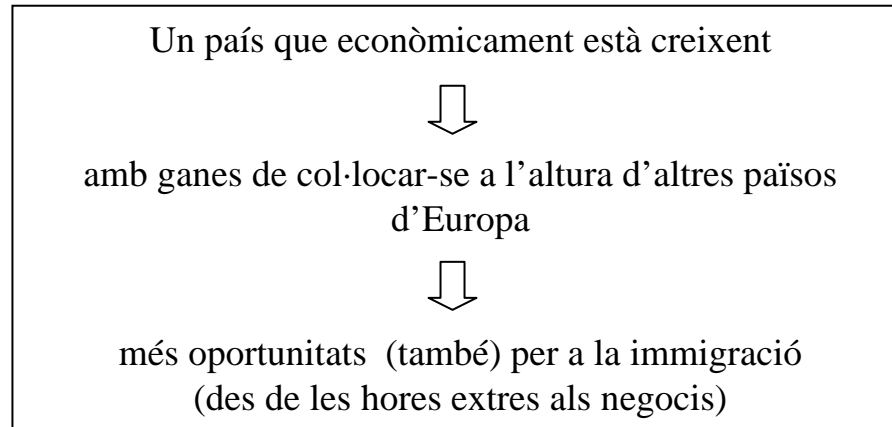 Un país que econòmicament està creixent
amb ganes de col·locar-se a l’altura d’altres països
d’Europa
més oportunitats (també) per a la immigració
(des de les hores extres als negocis)